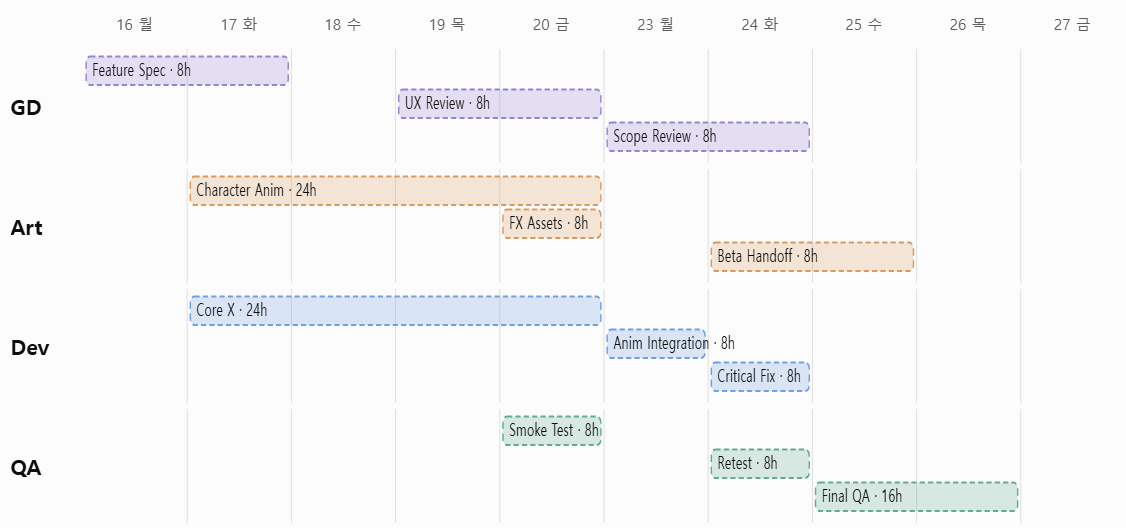 16 월 17 화 18 수 19 목 20 금 23 월 24 화 25 수 26 목 27 금
GD
Feature Spec · 8h
UX Review · 8h
Scope Review · 8h
Art
Character Anim · 24h
FX Assets · 8h
Beta Handoff · 8h
Dev
Core X · 24h
Anim Integration · 8h
Critical Fix · 8h
QA
Smoke Test · 8h
Retest · 8h
Final QA · 16h